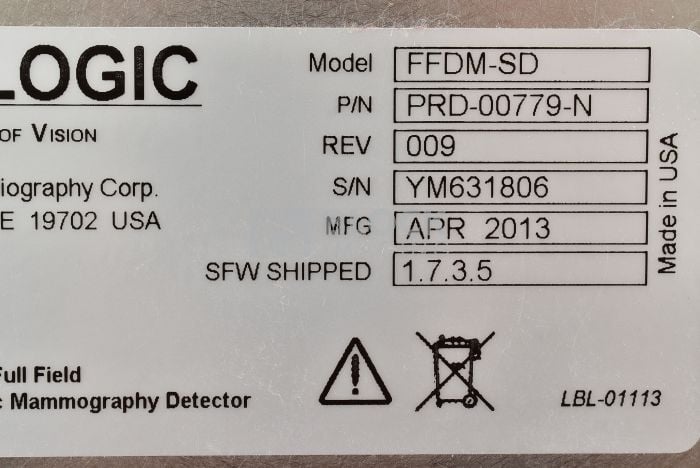 LOGIC
OF VISION
iography Corp.
E 19702 USA
Model FFDM-SD
P/N PRD-00779-N
REV 009
S/N YM631806
MFG APR 2013
SFW SHIPPED 1.7.3.5
Made in USA
Full Field
c Mammography Detector
LBL-01113